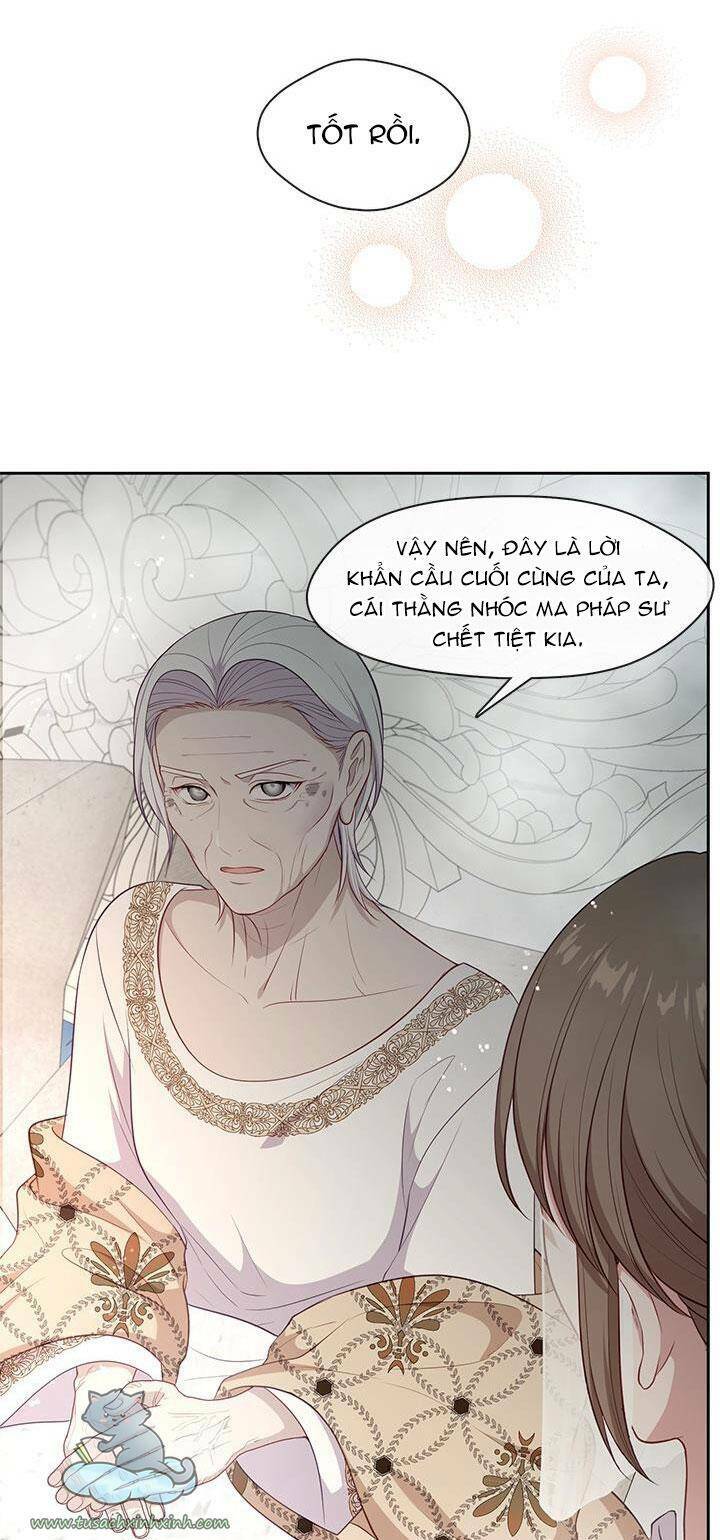 TỐT RỒI.
VẬY NÊN, ĐÂY LÀ LỜI
KHẨN CẦU CUỐI CÙNG CỦA TA,
CÁI THẰNG NHÓC MA PHÁP SƯ
CHẾT TIỆT KIA.
www.tusachxinhxinh.com